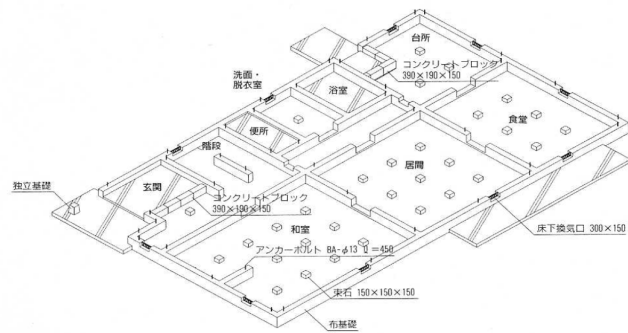 台所
コンクリートブロック
390×190×150
洗面・
脱衣室
浴室
食堂
便所
階段
居間
独立基礎
玄関
コンクリートブロック
390×190×150
和室
床下換気口 300×150
アンカーボルト BA-φ13 ℓ=450
束石 150×150×150
布基礎